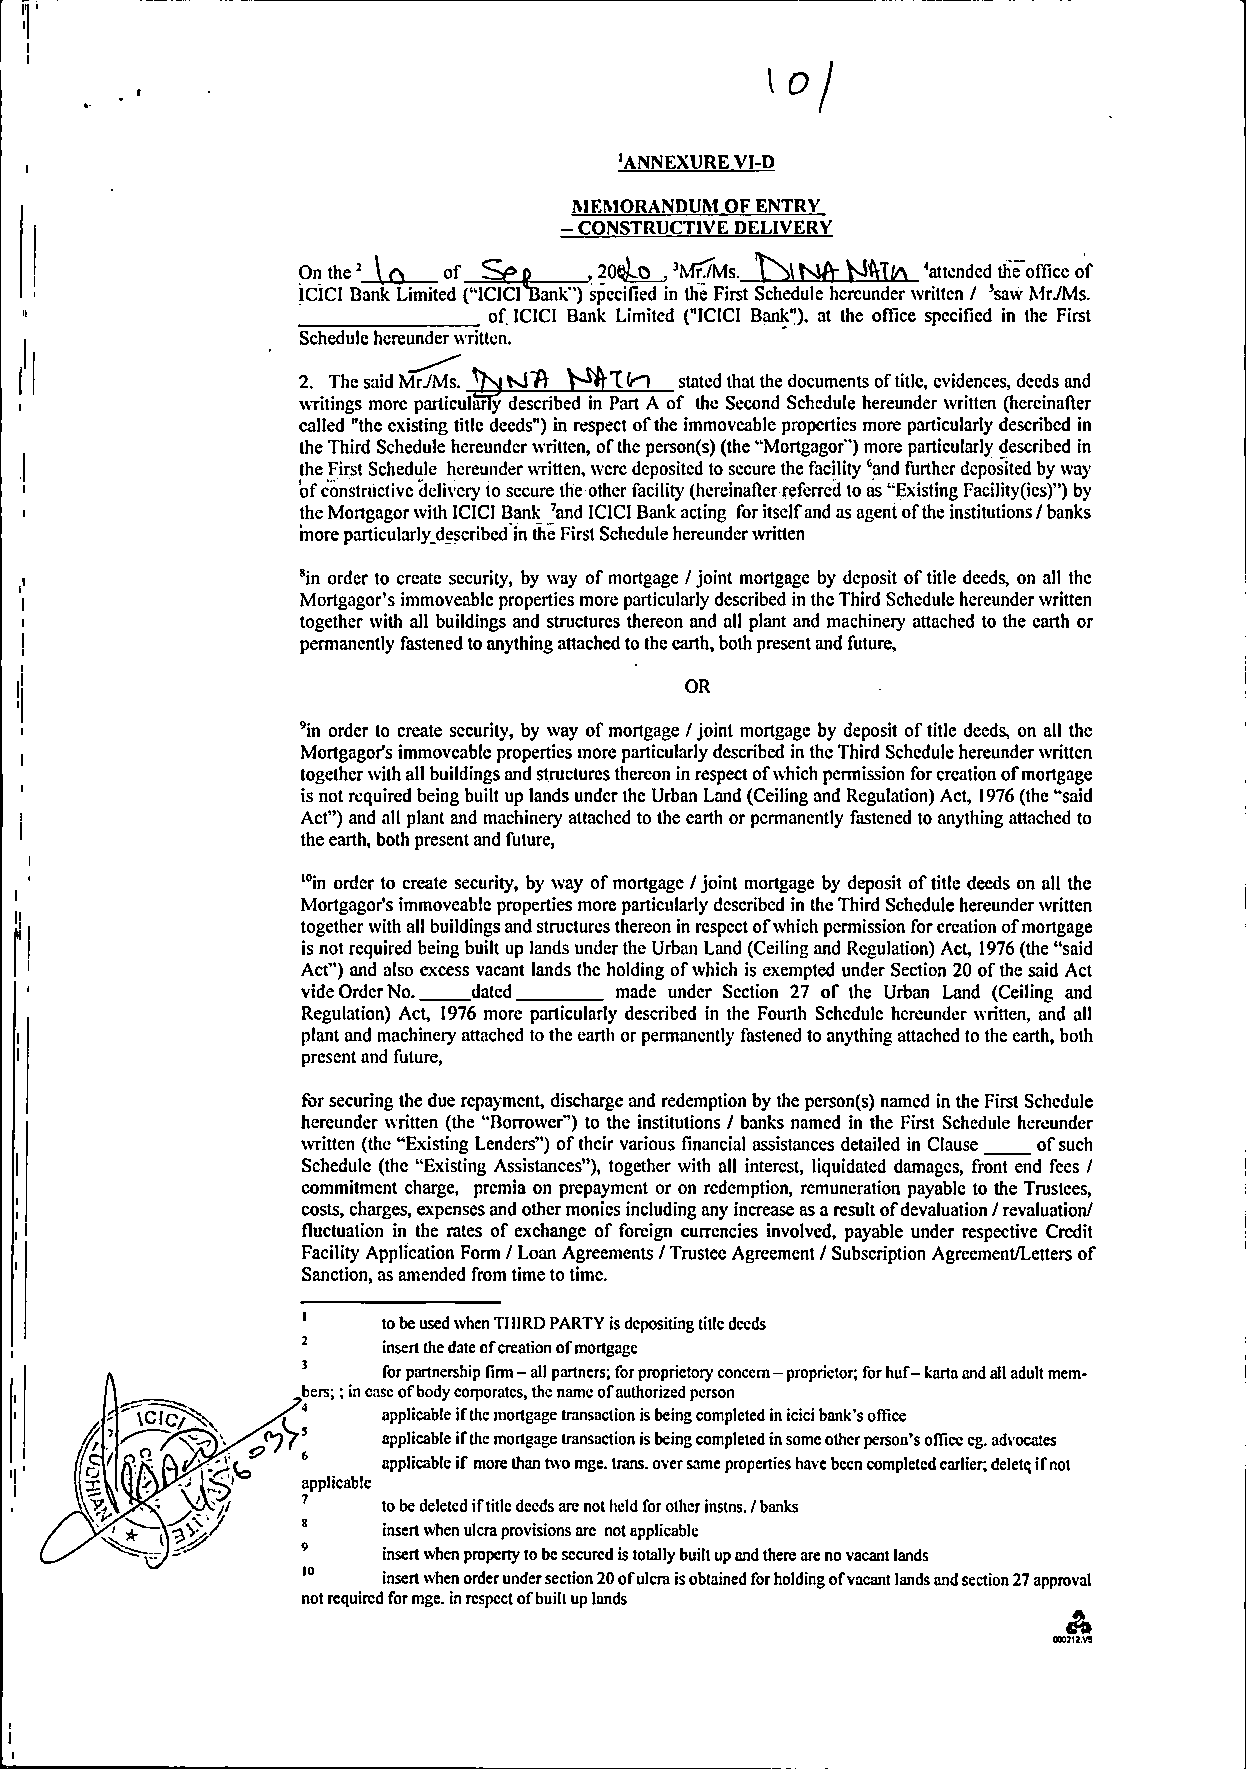 101
¹ANNEXURE VI-D
MEMORANDUM OF ENTRY
– CONSTRUCTIVE DELIVERY
On the ² 10 of Sep , 2020 , ³Mr./Ms. DINA NATH ⁴attended the office of
ICICI Bank Limited ("ICICI Bank") specified in the First Schedule hereunder written / ⁵saw Mr./Ms.
of ICICI Bank Limited ("ICICI Bank"). at the office specified in the First
Schedule hereunder written.
2. The said Mr./Ms. DINA NATH stated that the documents of title, evidences, deeds and
writings more particularly described in Part A of the Second Schedule hereunder written (hereinafter
called "the existing title deeds") in respect of the immoveable properties more particularly described in
the Third Schedule hereunder written, of the person(s) (the "Mortgagor") more particularly described in
the First Schedule hereunder written, were deposited to secure the facility ⁶and further deposited by way
of constructive delivery to secure the other facility (hereinafter referred to as "Existing Facility(ies)") by
the Mortgagor with ICICI Bank ⁷and ICICI Bank acting for itself and as agent of the institutions / banks
more particularly described in the First Schedule hereunder written
⁸in order to create security, by way of mortgage / joint mortgage by deposit of title deeds, on all the
Mortgagor's immoveable properties more particularly described in the Third Schedule hereunder written
together with all buildings and structures thereon and all plant and machinery attached to the earth or
permanently fastened to anything attached to the earth, both present and future,
OR
⁹in order to create security, by way of mortgage / joint mortgage by deposit of title deeds, on all the
Mortgagor's immoveable properties more particularly described in the Third Schedule hereunder written
together with all buildings and structures thereon in respect of which permission for creation of mortgage
is not required being built up lands under the Urban Land (Ceiling and Regulation) Act, 1976 (the "said
Act") and all plant and machinery attached to the earth or permanently fastened to anything attached to
the earth, both present and future,
¹⁰in order to create security, by way of mortgage / joint mortgage by deposit of title deeds on all the
Mortgagor's immoveable properties more particularly described in the Third Schedule hereunder written
together with all buildings and structures thereon in respect of which permission for creation of mortgage
is not required being built up lands under the Urban Land (Ceiling and Regulation) Act, 1976 (the "said
Act") and also excess vacant lands the holding of which is exempted under Section 20 of the said Act
vide Order No. _____dated ________ made under Section 27 of the Urban Land (Ceiling and
Regulation) Act, 1976 more particularly described in the Fourth Schedule hereunder written, and all
plant and machinery attached to the earth or permanently fastened to anything attached to the earth, both
present and future,
for securing the due repayment, discharge and redemption by the person(s) named in the First Schedule
hereunder written (the "Borrower") to the institutions / banks named in the First Schedule hereunder
written (the "Existing Lenders") of their various financial assistances detailed in Clause ____ of such
Schedule (the "Existing Assistances"), together with all interest, liquidated damages, front end fees /
commitment charge, premia on prepayment or on redemption, remuneration payable to the Trustees,
costs, charges, expenses and other monies including any increase as a result of devaluation / revaluation/
fluctuation in the rates of exchange of foreign currencies involved, payable under respective Credit
Facility Application Form / Loan Agreements / Trustee Agreement / Subscription Agreement/Letters of
Sanction, as amended from time to time.
1 to be used when THIRD PARTY is depositing title deeds
2 insert the date of creation of mortgage
3 for partnership firm – all partners; for proprietory concern – proprietor; for huf – karta and all adult mem-
bers; ; in case of body corporates, the name of authorized person
4 applicable if the mortgage transaction is being completed in icici bank's office
5 applicable if the mortgage transaction is being completed in some other person's office eg. advocates
6 applicable if more than two mge. trans. over same properties have been completed earlier; delete if not
applicable
7 to be deleted if title deeds are not held for other instns. / banks
8 insert when ulcra provisions are not applicable
9 insert when property to be secured is totally built up and there are no vacant lands
10 insert when order under section 20 of ulcra is obtained for holding of vacant lands and section 27 approval
not required for mge. in respect of built up lands
ICICI
000212.V5